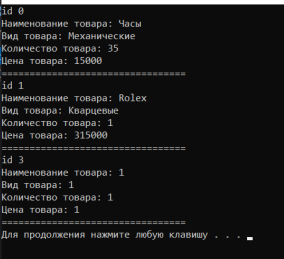 id 0
Наименование товара: Часы
Вид товара: Механические
Количество товара: 35
Цена товара: 15000
================================
id 1
Наименование товара: Rolex
Вид товара: Кварцевые
Количество товара: 1
Цена товара: 315000
================================
id 3
Наименование товара: 1
Вид товара: 1
Количество товара: 1
Цена товара: 1
================================
Для продолжения нажмите любую клавишу . . .